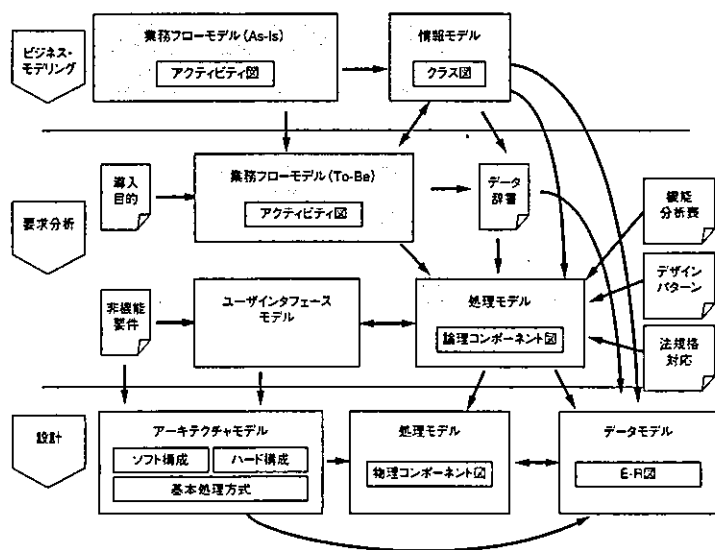 ビジネス・
モデリング
業務フローモデル(As-Is)
アクティビティ図
情報モデル
クラス図
要求分析
導入
目的
業務フローモデル(To-Be)
アクティビティ図
データ
辞書
機能
分析表
デザイン
パターン
法規格
対応
非機能
要件
ユーザインタフェース
モデル
処理モデル
論理コンポーネント図
設計
アーキテクチャモデル
ソフト構成
ハード構成
基本処理方式
処理モデル
物理コンポーネント図
データモデル
E-R図